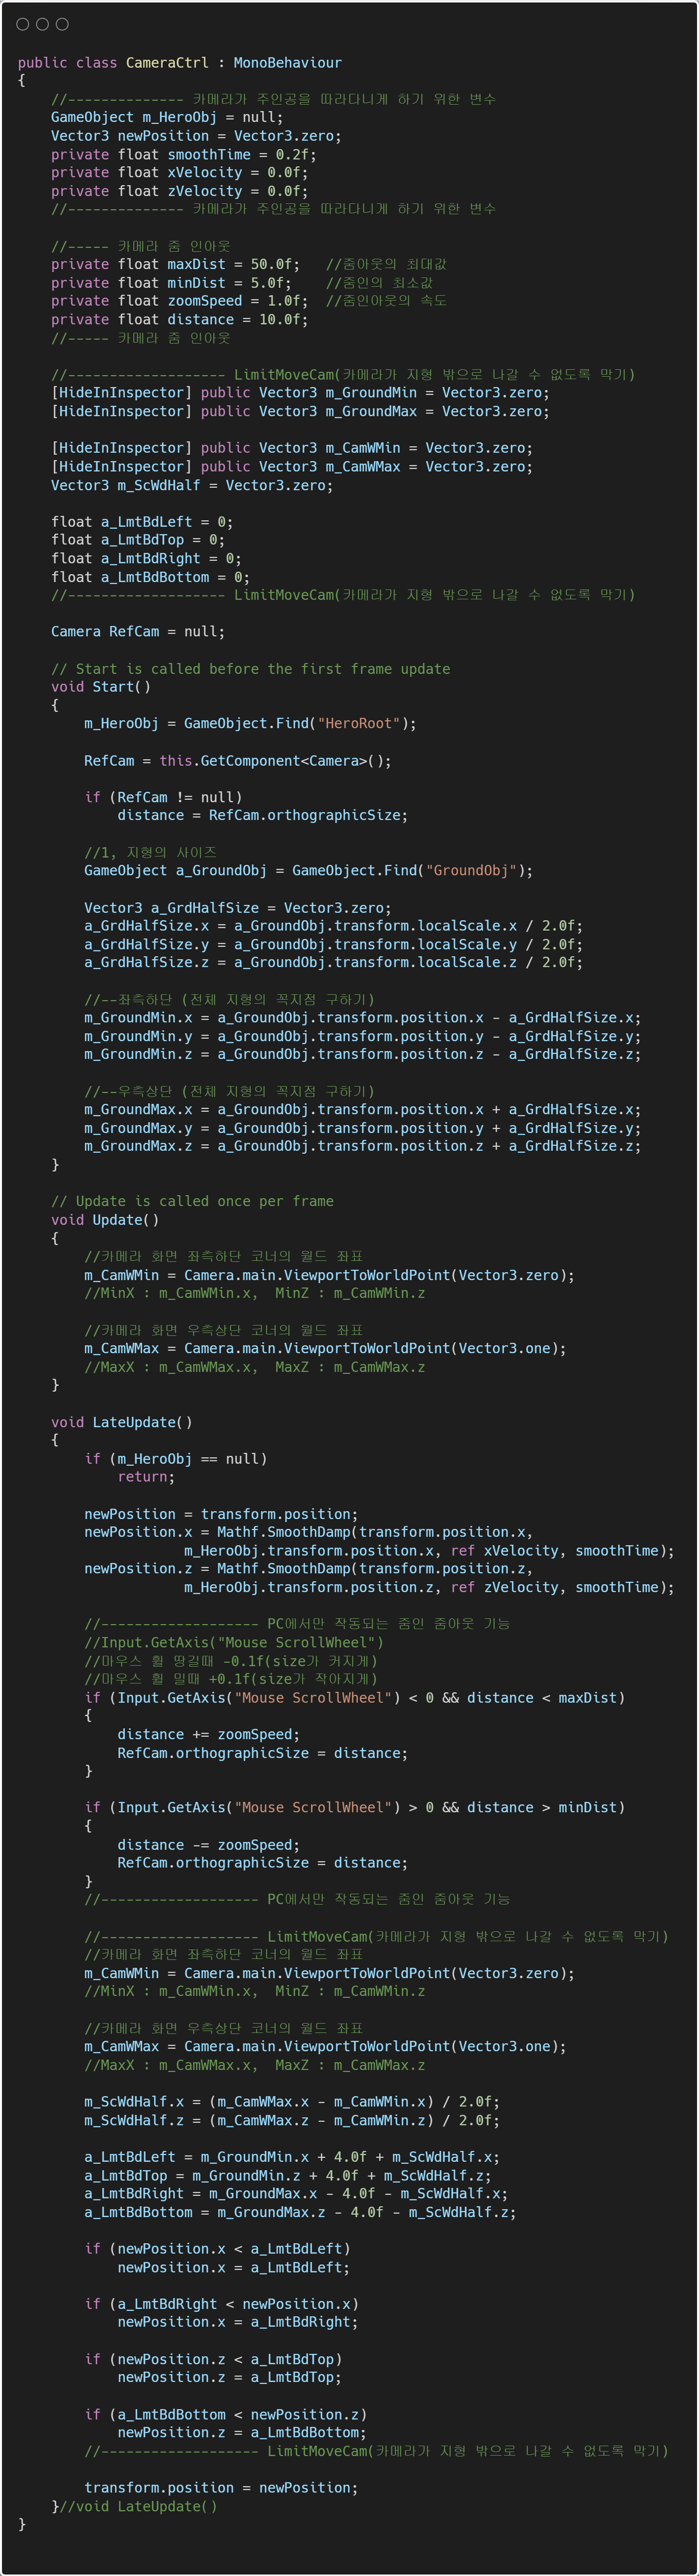 public class CameraCtrl : MonoBehaviour
{
    //-------------- 카메라가 주인공을 따라다니게 하기 위한 변수
    GameObject m_HeroObj = null;
    Vector3 newPosition = Vector3.zero;
    private float smoothTime = 0.2f;
    private float xVelocity = 0.0f;
    private float zVelocity = 0.0f;
    //-------------- 카메라가 주인공을 따라다니게 하기 위한 변수

    //----- 카메라 줌 인아웃
    private float maxDist = 50.0f;   //줌아웃의 최대값
    private float minDist = 5.0f;    //줌인의 최소값
    private float zoomSpeed = 1.0f;  //줌인아웃의 속도
    private float distance = 10.0f;
    //----- 카메라 줌 인아웃

    //------------------- LimitMoveCam(카메라가 지형 밖으로 나갈 수 없도록 막기)
    [HideInInspector] public Vector3 m_GroundMin = Vector3.zero;
    [HideInInspector] public Vector3 m_GroundMax = Vector3.zero;

    [HideInInspector] public Vector3 m_CamWMin = Vector3.zero;
    [HideInInspector] public Vector3 m_CamWMax = Vector3.zero;
    Vector3 m_ScWdHalf = Vector3.zero;

    float a_LmtBdLeft = 0;
    float a_LmtBdTop = 0;
    float a_LmtBdRight = 0;
    float a_LmtBdBottom = 0;
    //------------------- LimitMoveCam(카메라가 지형 밖으로 나갈 수 없도록 막기)

    Camera RefCam = null;

    // Start is called before the first frame update
    void Start()
    {
        m_HeroObj = GameObject.Find("HeroRoot");

        RefCam = this.GetComponent<Camera>();

        if (RefCam != null)
            distance = RefCam.orthographicSize;

        //1, 지형의 사이즈
        GameObject a_GroundObj = GameObject.Find("GroundObj");

        Vector3 a_GrdHalfSize = Vector3.zero;
        a_GrdHalfSize.x = a_GroundObj.transform.localScale.x / 2.0f;
        a_GrdHalfSize.y = a_GroundObj.transform.localScale.y / 2.0f;
        a_GrdHalfSize.z = a_GroundObj.transform.localScale.z / 2.0f;

        //--좌측하단 (전체 지형의 꼭지점 구하기)
        m_GroundMin.x = a_GroundObj.transform.position.x - a_GrdHalfSize.x;
        m_GroundMin.y = a_GroundObj.transform.position.y - a_GrdHalfSize.y;
        m_GroundMin.z = a_GroundObj.transform.position.z - a_GrdHalfSize.z;

        //--우측상단 (전체 지형의 꼭지점 구하기)
        m_GroundMax.x = a_GroundObj.transform.position.x + a_GrdHalfSize.x;
        m_GroundMax.y = a_GroundObj.transform.position.y + a_GrdHalfSize.y;
        m_GroundMax.z = a_GroundObj.transform.position.z + a_GrdHalfSize.z;
    }

    // Update is called once per frame
    void Update()
    {
        //카메라 화면 좌측하단 코너의 월드 좌표
        m_CamWMin = Camera.main.ViewportToWorldPoint(Vector3.zero);
        //MinX : m_CamWMin.x,  MinZ : m_CamWMin.z

        //카메라 화면 우측상단 코너의 월드 좌표
        m_CamWMax = Camera.main.ViewportToWorldPoint(Vector3.one);
        //MaxX : m_CamWMax.x,  MaxZ : m_CamWMax.z
    }

    void LateUpdate()
    {
        if (m_HeroObj == null)
            return;

        newPosition = transform.position;
        newPosition.x = Mathf.SmoothDamp(transform.position.x,
                    m_HeroObj.transform.position.x, ref xVelocity, smoothTime);
        newPosition.z = Mathf.SmoothDamp(transform.position.z,
                    m_HeroObj.transform.position.z, ref zVelocity, smoothTime);

        //------------------- PC에서만 작동되는 줌인 줌아웃 기능
        //Input.GetAxis("Mouse ScrollWheel")
        //마우스 휠 땅길때 -0.1f(size가 커지게)
        //마우스 휠 밀때 +0.1f(size가 작아지게)
        if (Input.GetAxis("Mouse ScrollWheel") < 0 && distance < maxDist)
        {
            distance += zoomSpeed;
            RefCam.orthographicSize = distance;
        }

        if (Input.GetAxis("Mouse ScrollWheel") > 0 && distance > minDist)
        {
            distance -= zoomSpeed;
            RefCam.orthographicSize = distance;
        }
        //------------------- PC에서만 작동되는 줌인 줌아웃 기능

        //------------------- LimitMoveCam(카메라가 지형 밖으로 나갈 수 없도록 막기)
        //카메라 화면 좌측하단 코너의 월드 좌표
        m_CamWMin = Camera.main.ViewportToWorldPoint(Vector3.zero);
        //MinX : m_CamWMin.x,  MinZ : m_CamWMin.z

        //카메라 화면 우측상단 코너의 월드 좌표
        m_CamWMax = Camera.main.ViewportToWorldPoint(Vector3.one);
        //MaxX : m_CamWMax.x,  MaxZ : m_CamWMax.z

        m_ScWdHalf.x = (m_CamWMax.x - m_CamWMin.x) / 2.0f;
        m_ScWdHalf.z = (m_CamWMax.z - m_CamWMin.z) / 2.0f;

        a_LmtBdLeft = m_GroundMin.x + 4.0f + m_ScWdHalf.x;
        a_LmtBdTop = m_GroundMin.z + 4.0f + m_ScWdHalf.z;
        a_LmtBdRight = m_GroundMax.x - 4.0f - m_ScWdHalf.x;
        a_LmtBdBottom = m_GroundMax.z - 4.0f - m_ScWdHalf.z;

        if (newPosition.x < a_LmtBdLeft)
            newPosition.x = a_LmtBdLeft;

        if (a_LmtBdRight < newPosition.x)
            newPosition.x = a_LmtBdRight;

        if (newPosition.z < a_LmtBdTop)
            newPosition.z = a_LmtBdTop;

        if (a_LmtBdBottom < newPosition.z)
            newPosition.z = a_LmtBdBottom;
        //------------------- LimitMoveCam(카메라가 지형 밖으로 나갈 수 없도록 막기)

        transform.position = newPosition;
    }//void LateUpdate()
}